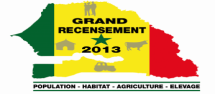 GRAND
RECENSEMENT
2013
POPULATION - HABITAT - AGRICULTURE - ELEVAGE